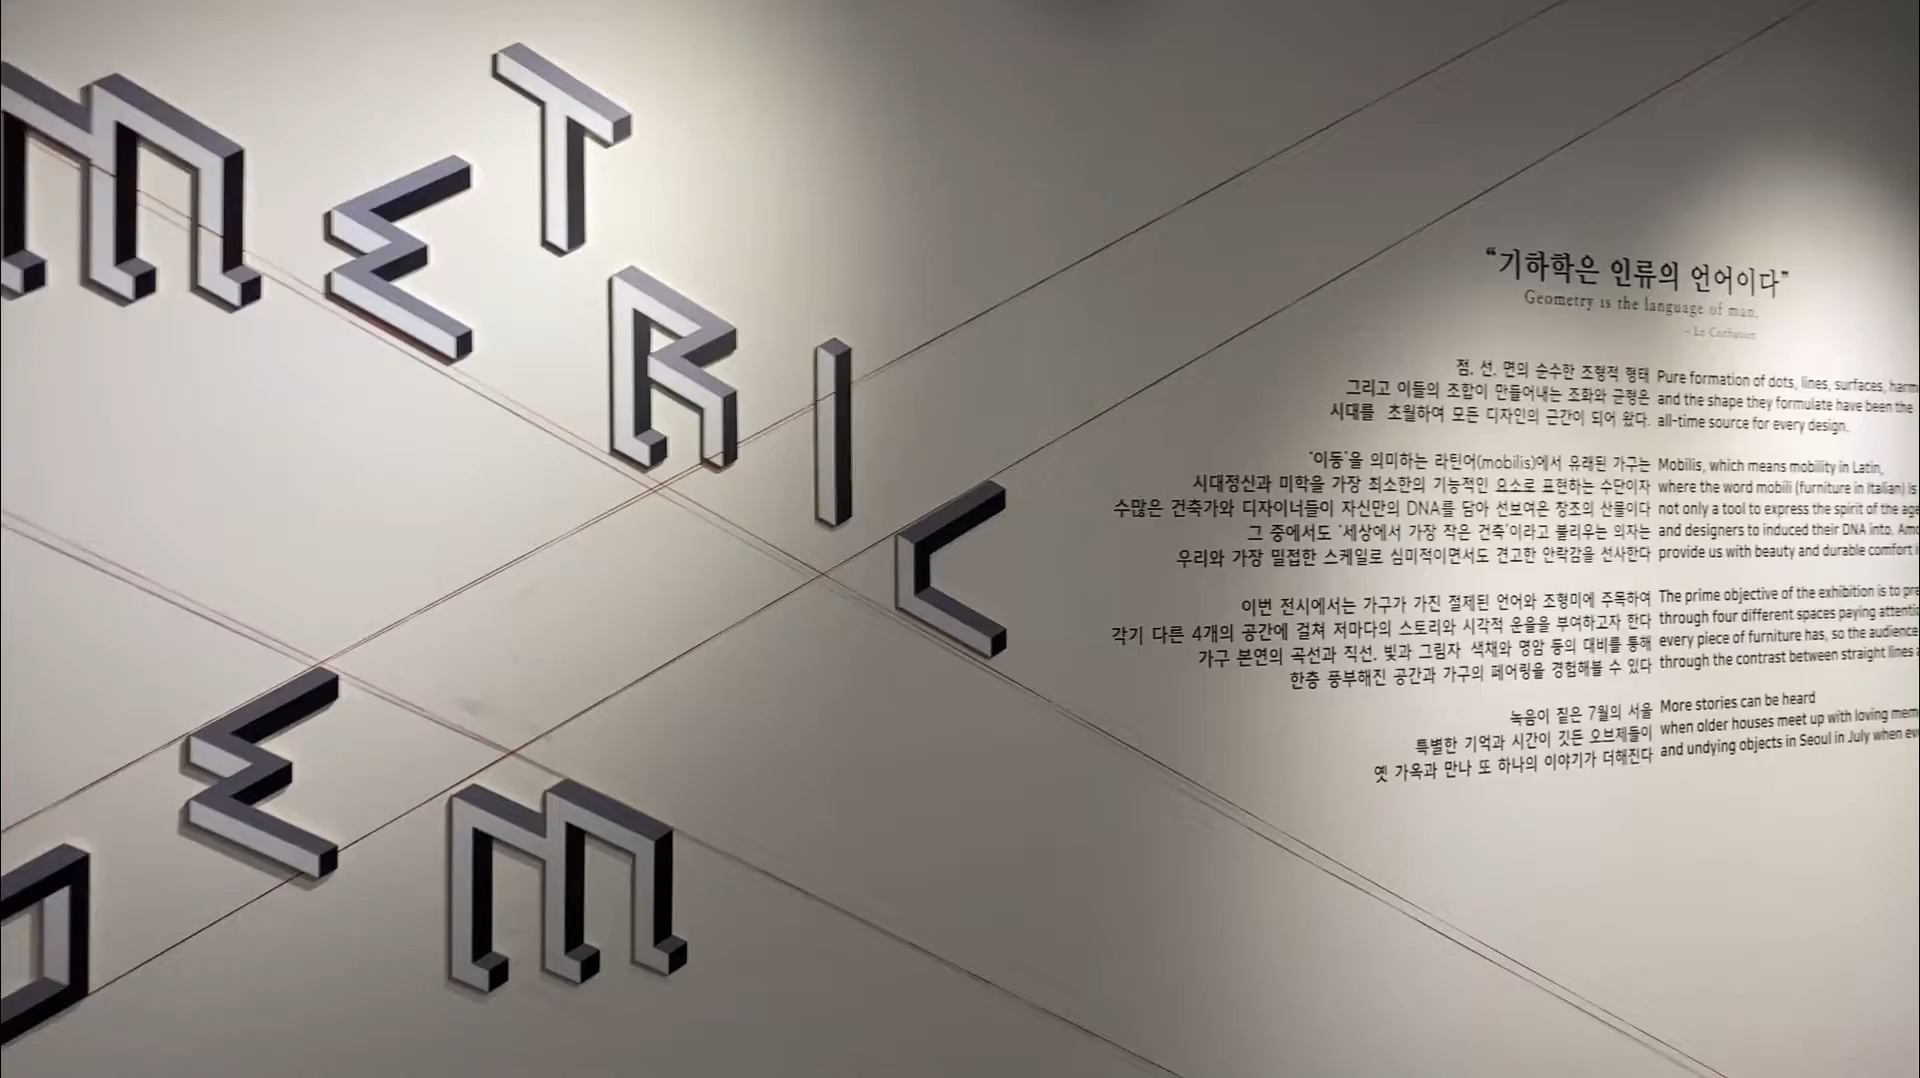 METRIC
EM
“기하학은 인류의 언어이다”
Geometry is the language of man.
- Le Corbusier
점, 선, 면의 순수한 조형적 형태
그리고 이들의 조합이 만들어내는 조화와 균형은
시대를 초월하여 모든 디자인의 근간이 되어 왔다.
‘이동’을 의미하는 라틴어(mobilis)에서 유래된 가구는
시대정신과 미학을 가장 최소한의 기능적인 요소로 표현하는 수단이자
수많은 건축가와 디자이너들이 자신만의 DNA를 담아 선보여온 창조의 산물이다
그 중에서도 ‘세상에서 가장 작은 건축’이라고 불리우는 의자는
우리와 가장 밀접한 스케일로 심미적이면서도 견고한 안락감을 선사한다
이번 전시에서는 가구가 가진 절제된 언어와 조형미에 주목하여
각기 다른 4개의 공간에 걸쳐 저마다의 스토리와 시각적 운율을 부여하고자 한다
가구 본연의 곡선과 직선, 빛과 그림자 색채와 명암 등의 대비를 통해
한층 풍부해진 공간과 가구의 페어링을 경험해볼 수 있다
녹음이 짙은 7월의 서울
특별한 기억과 시간이 깃든 오브제들이
옛 가옥과 만나 또 하나의 이야기가 더해진다
Pure formation of dots, lines, surfaces,
and the shape they formulate have been the
all-time source for every design.
Mobilis, which means mobility in Latin,
where the word mobili (furniture in Italian) is
not only a tool to express the spirit of the age
and designers to induced their DNA into.
provide us with beauty and durable comfort
The prime objective of the exhibition is to
through four different spaces paying
every piece of furniture has, so the audience
through the contrast between straight lines
More stories can be heard
when older houses meet up with loving
and undying objects in Seoul in July when